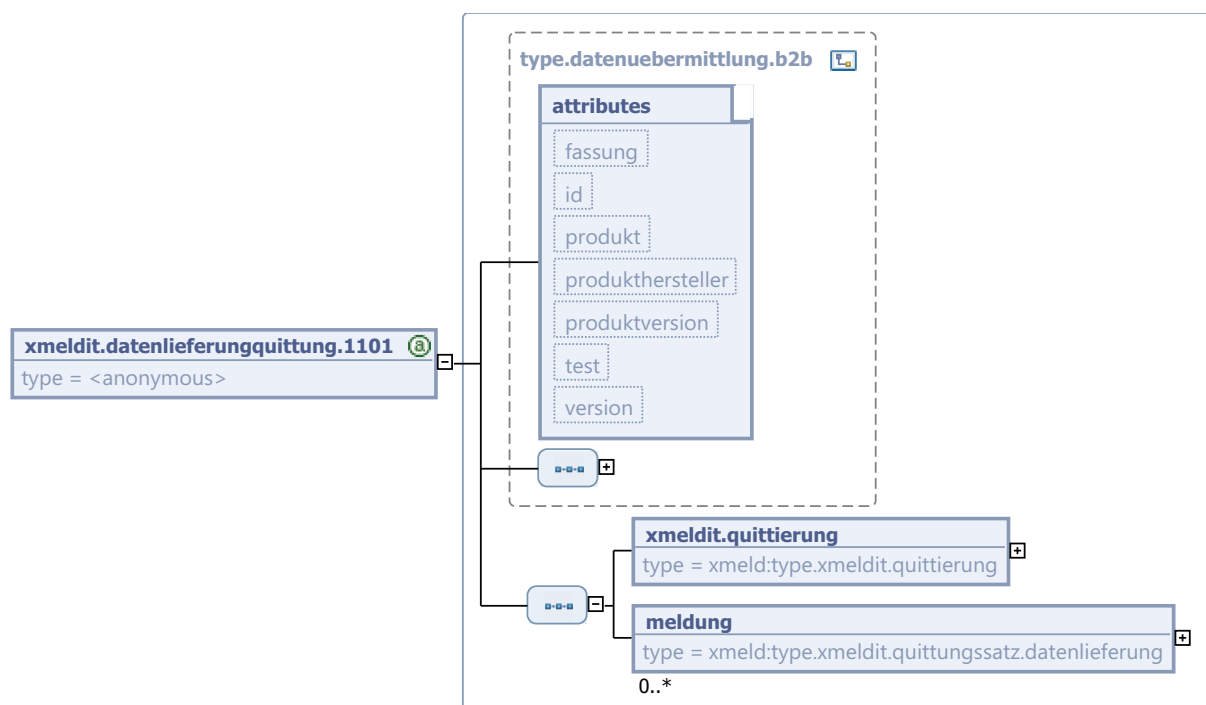 type.datenuebermittlung.b2b
attributes
fassung
id
produkt
produkthersteller
produktversion
test
version
xmeldit.datenlieferungquittung.1101
type = <anonymous>
xmeldit.quittierung
type = xmeld:type.xmeldit.quittierung
meldung
type = xmeld:type.xmeldit.quittungssatz.datenlieferung
0..*